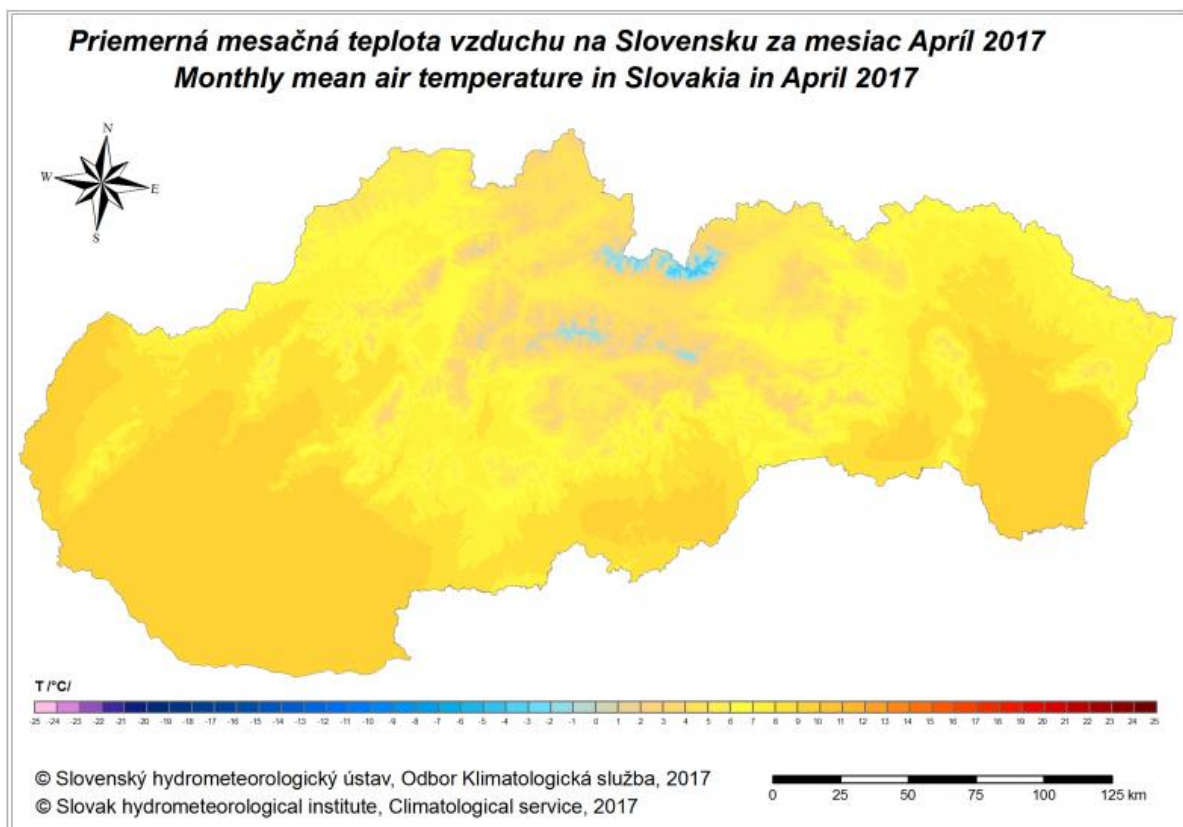 Priemerná mesačná teplota vzduchu na Slovensku za mesiac Apríl 2017
Monthly mean air temperature in Slovakia in April 2017
N
W E
S
T /°C/
-25 -24 -23 -22 -21 -20 -19 -18 -17 -16 -15 -14 -13 -12 -11 -10 -9 -8 -7 -6 -5 -4 -3 -2 -1 0 1 2 3 4 5 6 7 8 9 10 11 12 13 14 15 16 17 18 19 20 21 22 23 24 25
© Slovenský hydrometeorologický ústav, Odbor Klimatologická služba, 2017
© Slovak hydrometeorological institute, Climatological service, 2017
0 25 50 75 100 125 km